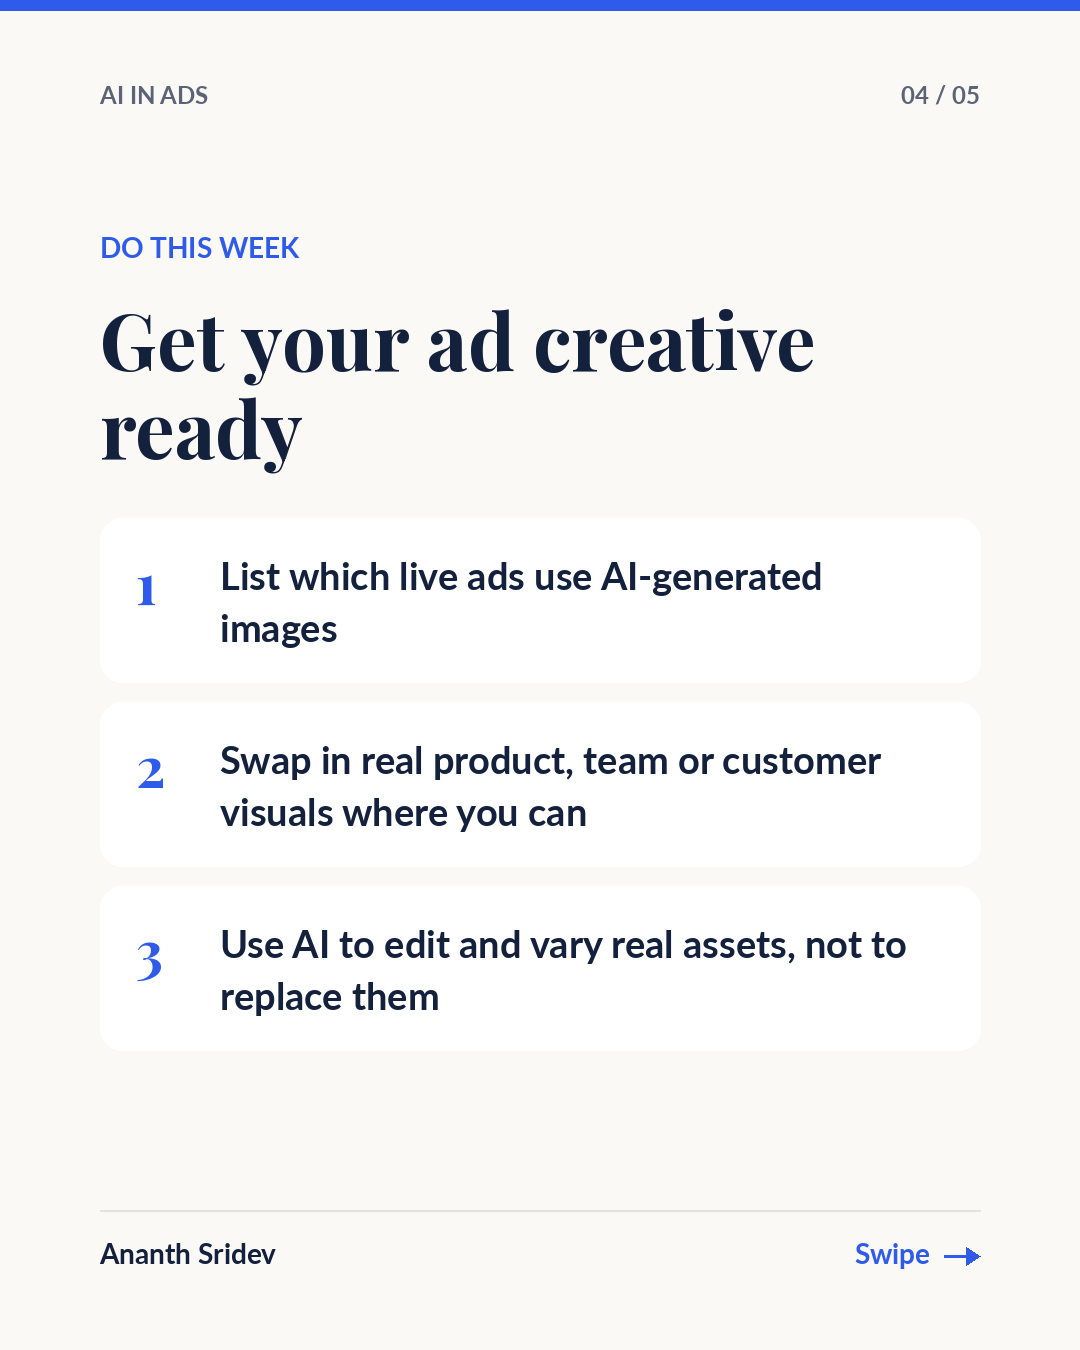 AI IN ADS
04 / 05
DO THIS WEEK
Get your ad creative
ready
1
List which live ads use AI-generated
images
2
Swap in real product, team or customer
visuals where you can
3
Use AI to edit and vary real assets, not to
replace them
Ananth Sridev
Swipe